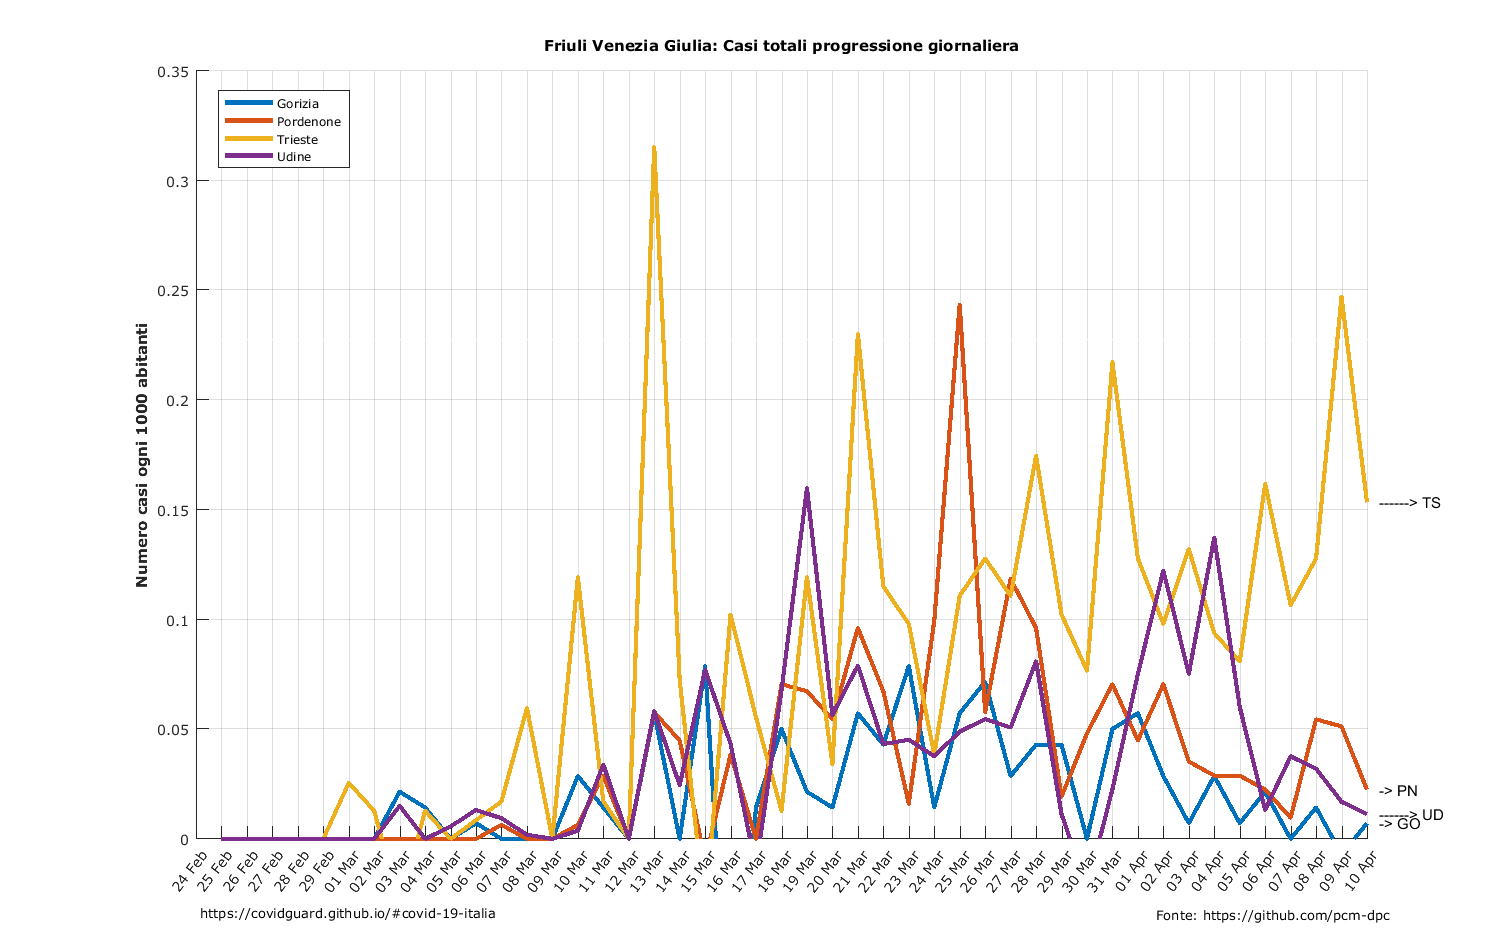 Friuli Venezia Giulia: Casi totali progressione giornaliera
0.35
0.3
0.25
0.2
0.15
0.1
0.05
0
Numero casi ogni 1000 abitanti
Gorizia
Pordenone
Trieste
Udine
------> TS
-> PN
------> UD
-> GO
24 Feb
25 Feb
26 Feb
27 Feb
28 Feb
29 Feb
01 Mar
02 Mar
03 Mar
04 Mar
05 Mar
06 Mar
07 Mar
08 Mar
09 Mar
10 Mar
11 Mar
12 Mar
13 Mar
14 Mar
15 Mar
16 Mar
17 Mar
18 Mar
19 Mar
20 Mar
21 Mar
22 Mar
23 Mar
24 Mar
25 Mar
26 Mar
27 Mar
28 Mar
29 Mar
30 Mar
31 Mar
01 Apr
02 Apr
03 Apr
04 Apr
05 Apr
06 Apr
07 Apr
08 Apr
09 Apr
10 Apr
https://covidguard.github.io/#covid-19-italia
Fonte: https://github.com/pcm-dpc